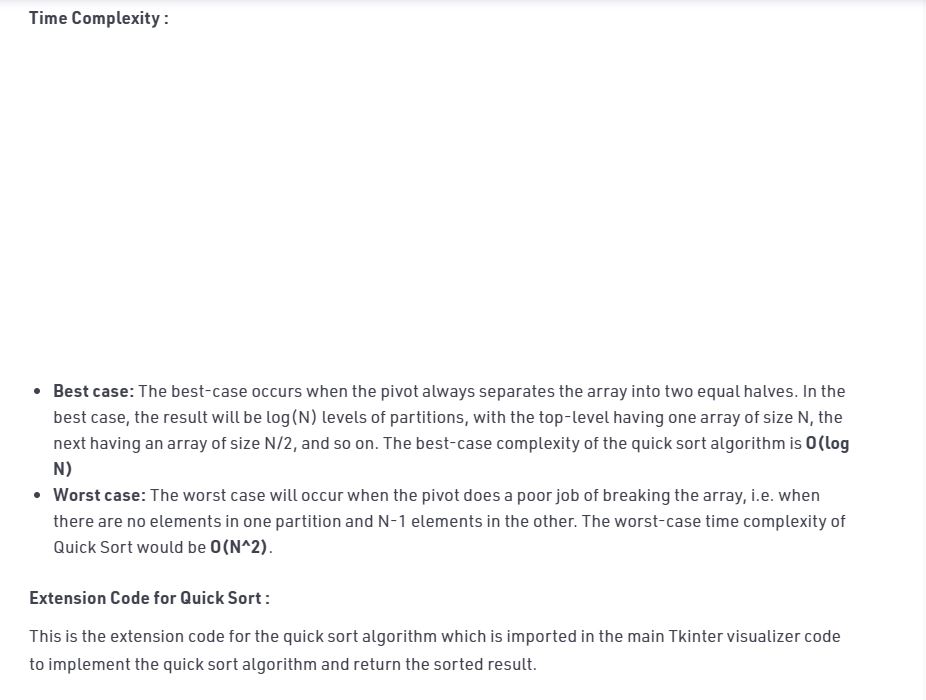 Time Complexity :
• Best case: The best-case occurs when the pivot always separates the array into two equal halves. In the
best case, the result will be log(N) levels of partitions, with the top-level having one array of size N, the
next having an array of size N/2, and so on. The best-case complexity of the quick sort algorithm is O(log
N)
• Worst case: The worst case will occur when the pivot does a poor job of breaking the array, i.e. when
there are no elements in one partition and N-1 elements in the other. The worst-case time complexity of
Quick Sort would be O(N^2).
Extension Code for Quick Sort :
This is the extension code for the quick sort algorithm which is imported in the main Tkinter visualizer code
to implement the quick sort algorithm and return the sorted result.